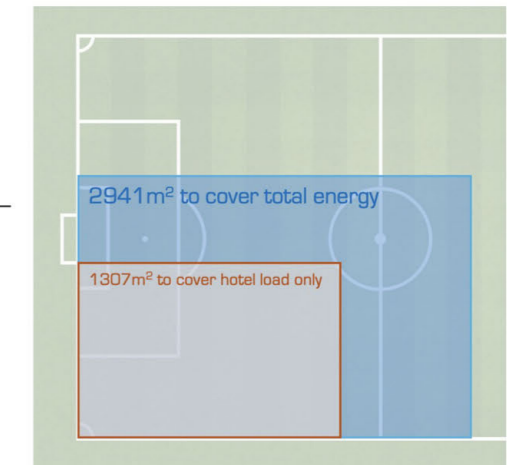 2941m² to cover total energy
1307m² to cover hotel load only